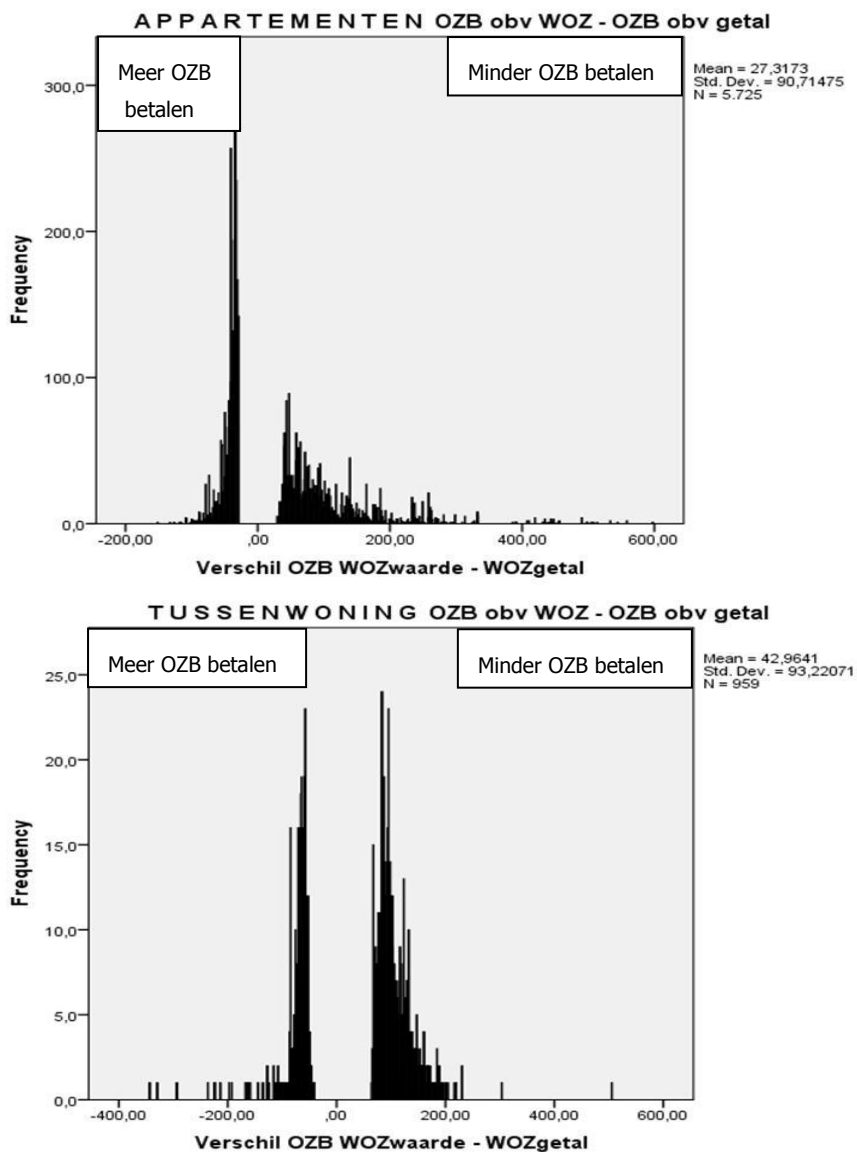 A P P A R T E M E N T E N OZB obv WOZ - OZB obv getal
Meer OZB
betalen
Minder OZB betalen
Mean = 27,3173
Std. Dev. = 90,71475
N = 5.725
300,0
200,0
100,0
0,0
Frequency
-200,00
,00
200,00
400,00
600,00
Verschil OZB WOZwaarde - WOZgetal
T U S S E N W O N I N G OZB obv WOZ - OZB obv getal
Meer OZB betalen
Minder OZB betalen
Mean = 42,9641
Std. Dev. = 93,22071
N = 959
25,0
20,0
15,0
10,0
5,0
0,0
Frequency
-400,00
-200,00
,00
200,00
400,00
600,00
Verschil OZB WOZwaarde - WOZgetal